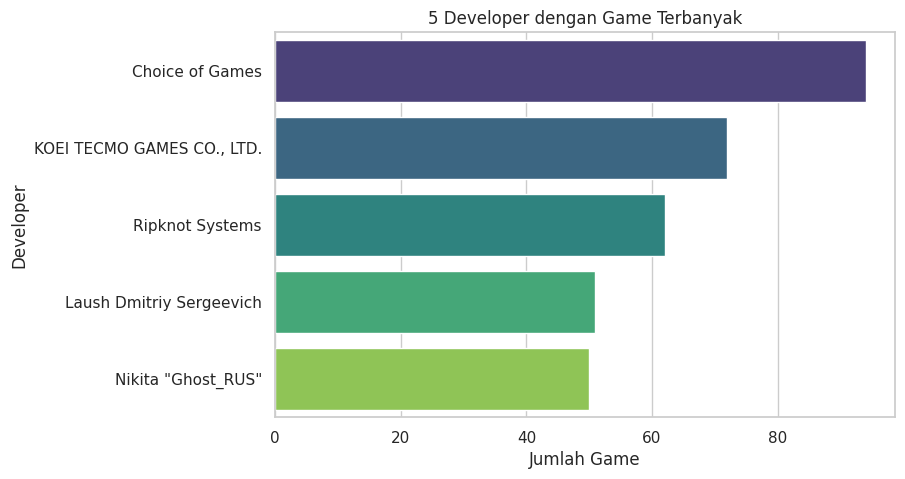 5 Developer dengan Game Terbanyak
Developer
Choice of Games
KOEI TECMO GAMES CO., LTD.
Ripknot Systems
Laush Dmitriy Sergeevich
Nikita "Ghost_RUS"
0 20 40 60 80
Jumlah Game